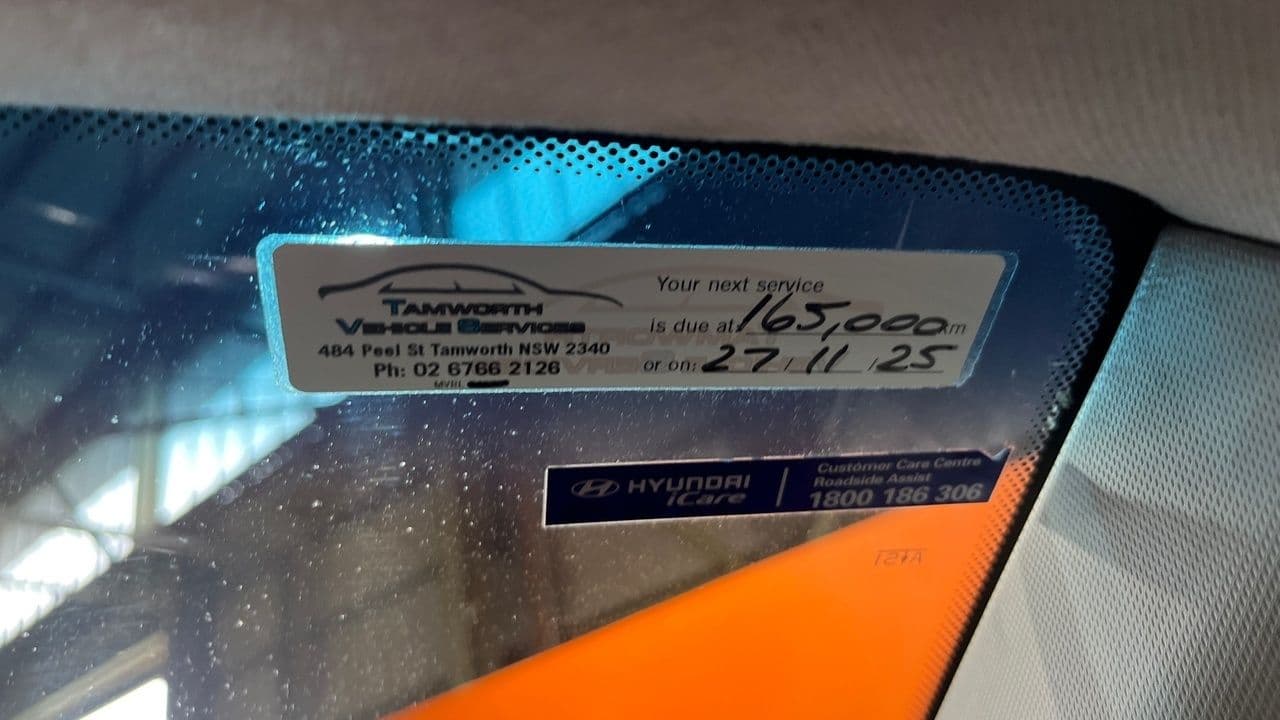 TAMWORTH
VEHICLE SERVICES
484 Peel St Tamworth NSW 2340
Ph: 02 6766 2126
MVRL
Your next service
is due at: 165,000 km
or on: 27 / 11 / 25
HYUNDAI
iCare
Customer Care Centre
Roadside Assist
1800 186 306